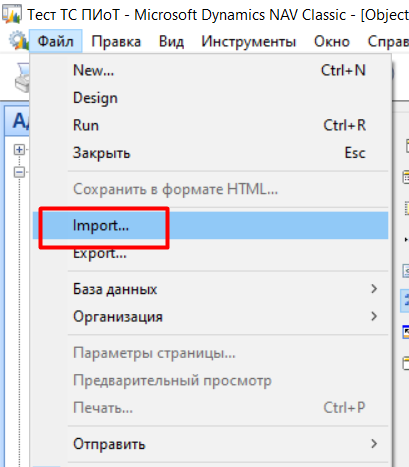 Тест ТС ПИоТ - Microsoft Dynamics NAV Classic - [Object
Файл Правка Вид Инструменты Окно Спра
New... Ctrl+N
Design
Run Ctrl+R
Закрыть Esc
Сохранить в формате HTML...
Import...
Export...
База данных
Организация
Параметры страницы...
Предварительный просмотр
Печать... Ctrl+P
Отправить